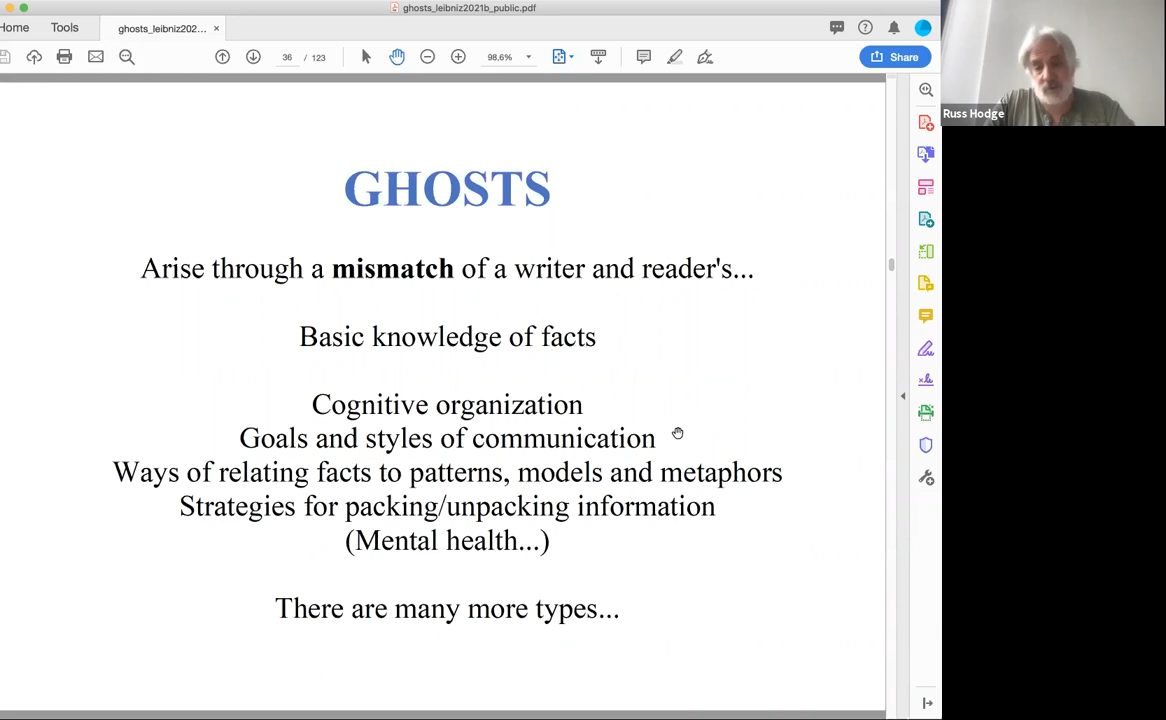 ghosts_leibniz2021b_public.pdf
Home
Tools
ghosts_leibniz202...
×
36 / 123
98,6%
Share
Russ Hodge
GHOSTS
Arise through a mismatch of a writer and reader's...
Basic knowledge of facts
Cognitive organization
Goals and styles of communication
Ways of relating facts to patterns, models and metaphors
Strategies for packing/unpacking information
(Mental health...)
There are many more types...